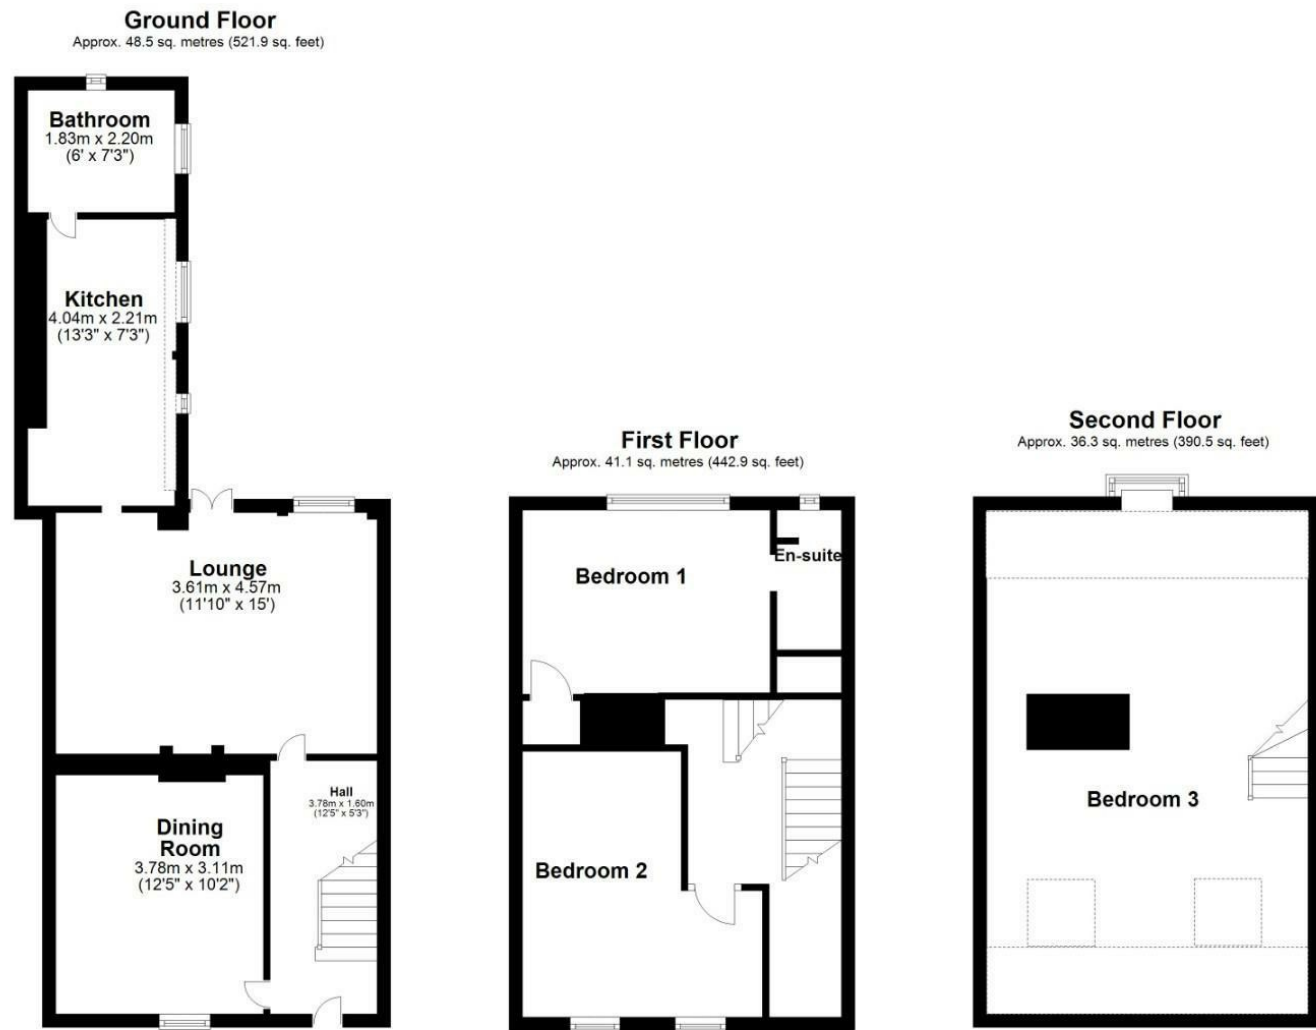 Ground Floor
Approx. 48.5 sq. metres (521.9 sq. feet)
Bathroom
1.83m x 2.20m
(6' x 7'3")
Kitchen
4.04m x 2.21m
(13'3" x 7'3")
Lounge
3.61m x 4.57m
(11'10" x 15')
Hall
3.78m x 1.60m
(12'5" x 5'3")
Dining
Room
3.78m x 3.11m
(12'5" x 10'2")
First Floor
Approx. 41.1 sq. metres (442.9 sq. feet)
Bedroom 1
En-suite
Bedroom 2
Second Floor
Approx. 36.3 sq. metres (390.5 sq. feet)
Bedroom 3